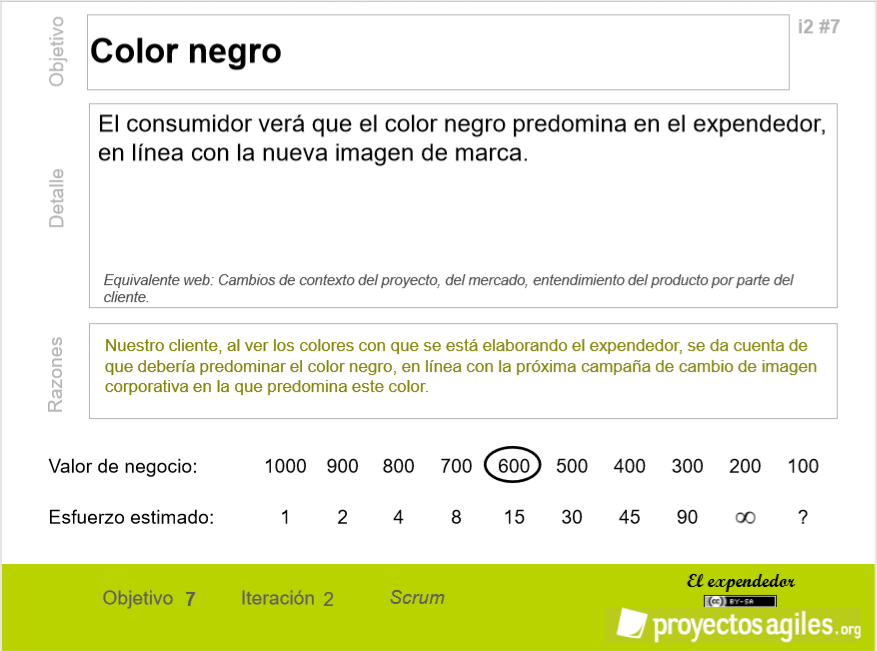 Objetivo
Color negro
i2 #7
Detalle
El consumidor verá que el color negro predomina en el expendedor,
en línea con la nueva imagen de marca.
Equivalente web: Cambios de contexto del proyecto, del mercado, entendimiento del producto por parte del
cliente.
Razones
Nuestro cliente, al ver los colores con que se está elaborando el expendedor, se da cuenta de
que debería predominar el color negro, en línea con la próxima campaña de cambio de imagen
corporativa en la que predomina este color.
Valor de negocio: 1000 900 800 700 600 500 400 300 200 100
Esfuerzo estimado: 1 2 4 8 15 30 45 90 ∞ ?
El expendedor
Objetivo 7 Iteración 2 Scrum
cc BY-SA
proyectosagiles.org